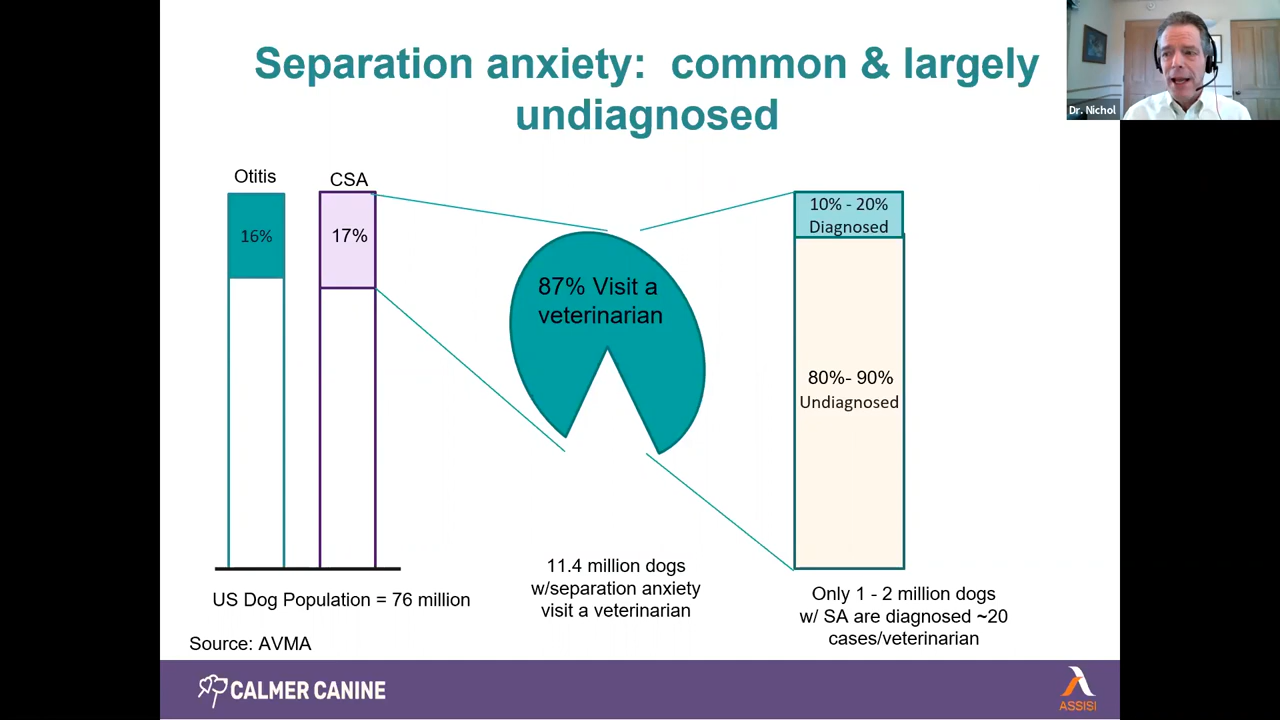 Separation anxiety:  common & largely
undiagnosed
Dr. Nichol
Otitis
CSA
16%
17%
87% Visit a
veterinarian
10% - 20%
Diagnosed
80%- 90%
Undiagnosed
11.4 million dogs
w/separation anxiety
visit a veterinarian
Only 1 - 2 million dogs
w/ SA are diagnosed ~20
cases/veterinarian
US Dog Population = 76 million
Source: AVMA
CALMER CANINE
ASSISI